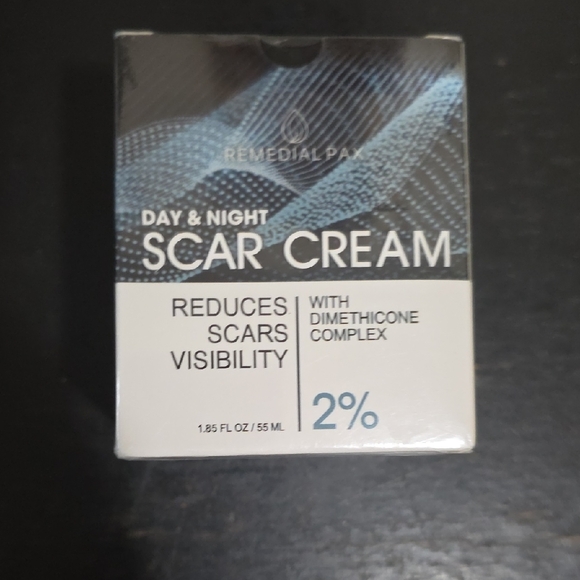 REMEDIAL PAX
DAY & NIGHT
SCAR CREAM
REDUCES
SCARS
VISIBILITY
1.85 FL OZ / 55 ML
WITH
DIMETHICONE
COMPLEX
2%